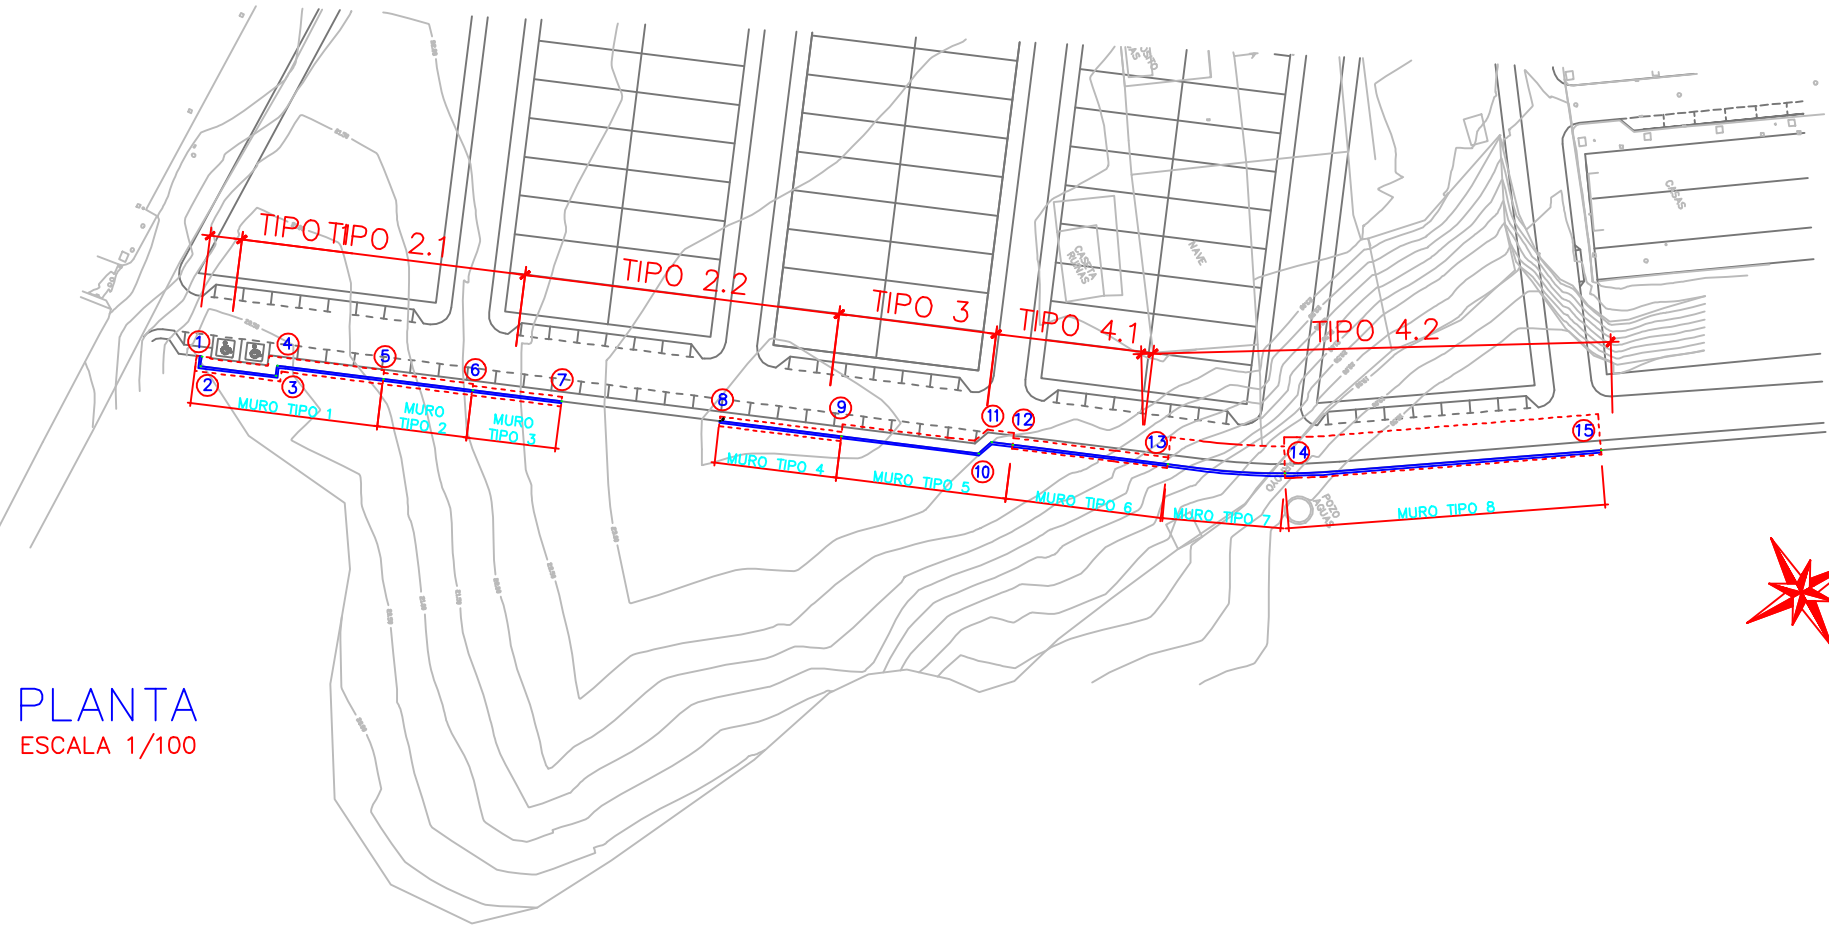 CASETO
CASAS
NAVE
CASETA
RUINAS
TIPO 1
TIPO 2.1
TIPO 2.2
TIPO 3
TIPO 4.1
TIPO 4.2
1
2
3
4
5
6
7
8
9
10
11
12
13
14
15
MURO TIPO 1
MURO
TIPO 2
MURO
TIPO 3
MURO TIPO 4
MURO TIPO 5
MURO TIPO 6
MURO TIPO 7
MURO TIPO 8
POZO
AGUAS
PLANTA
ESCALA 1/100